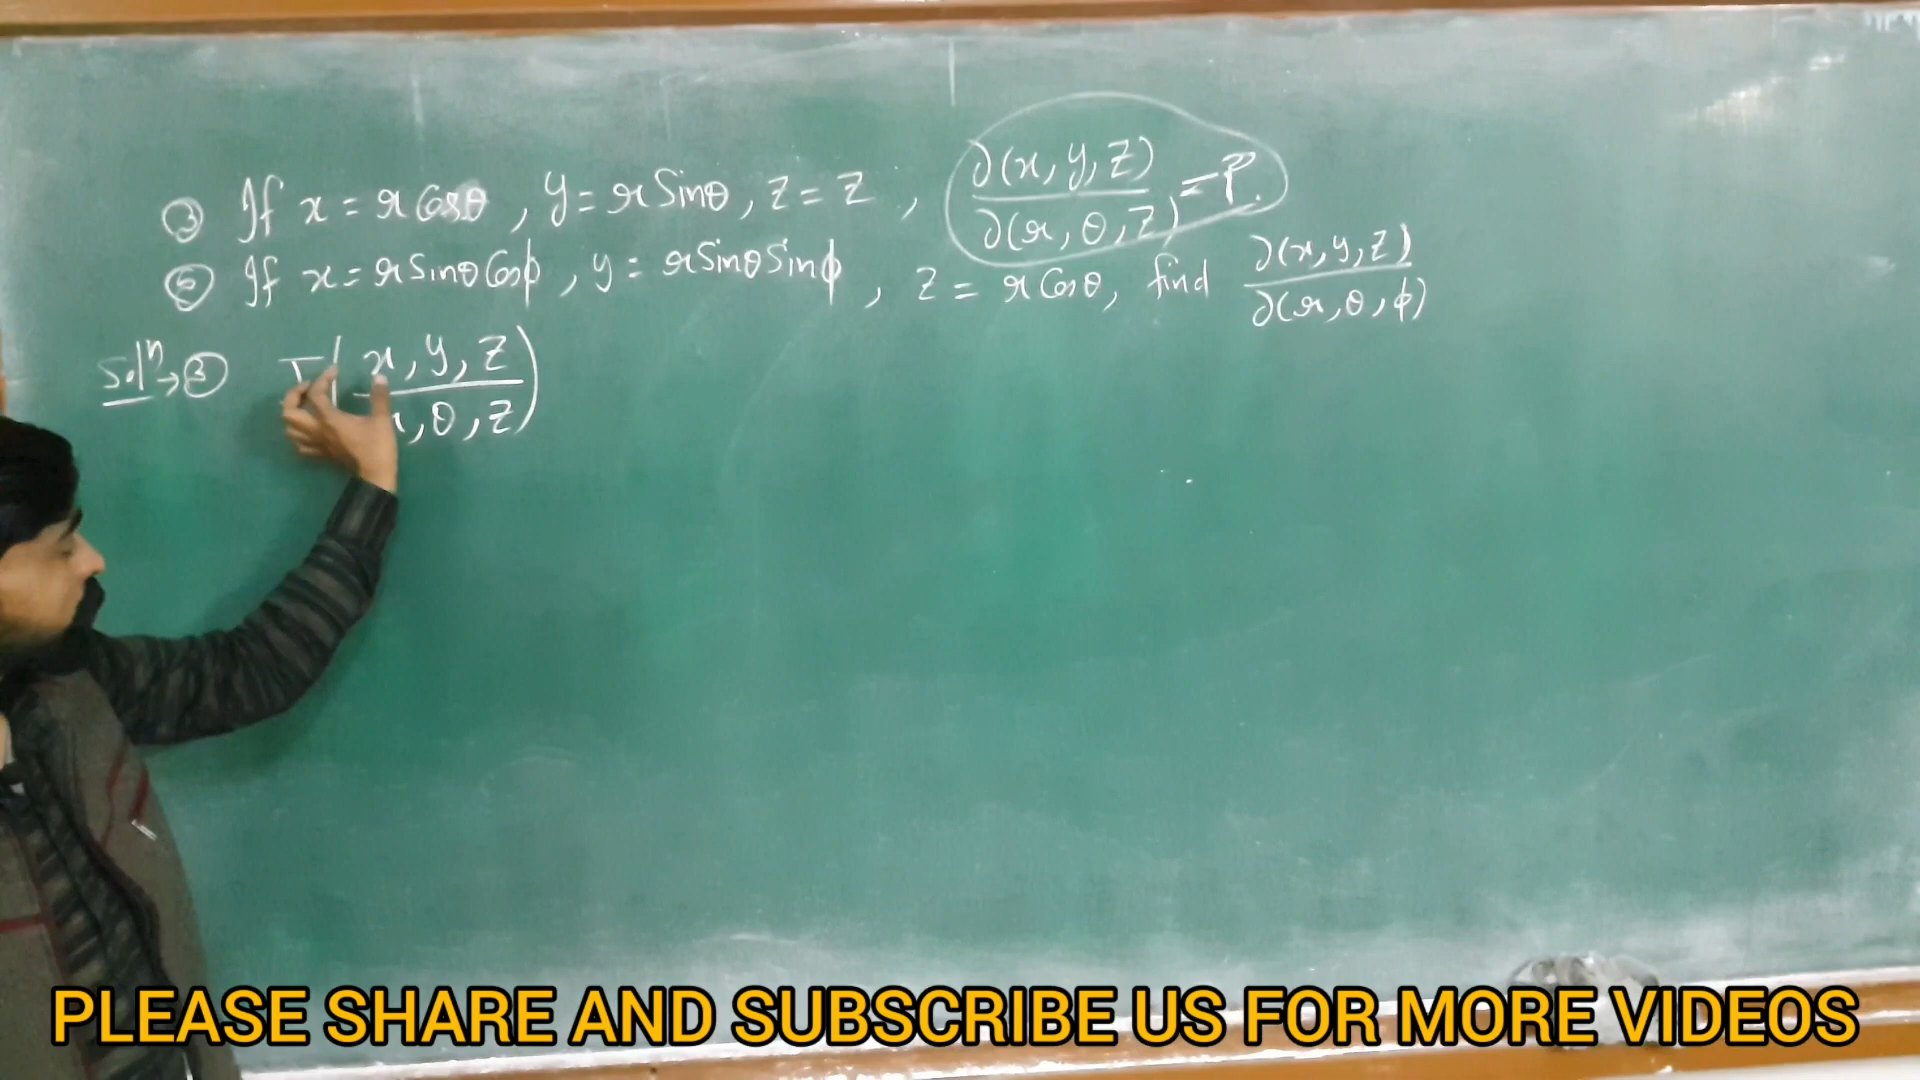 ③ If x = r Cosθ, y = r Sinθ, z = z, ∂(x, y, z) / ∂(r, θ, z) = ?
⑤ If x = r Sinθ Cosϕ, y = r Sinθ Sinϕ, z = r Cosθ, find ∂(x, y, z) / ∂(r, θ, ϕ)
Solⁿ → ③ J(x, y, z / r, θ, z)
PLEASE SHARE AND SUBSCRIBE US FOR MORE VIDEOS